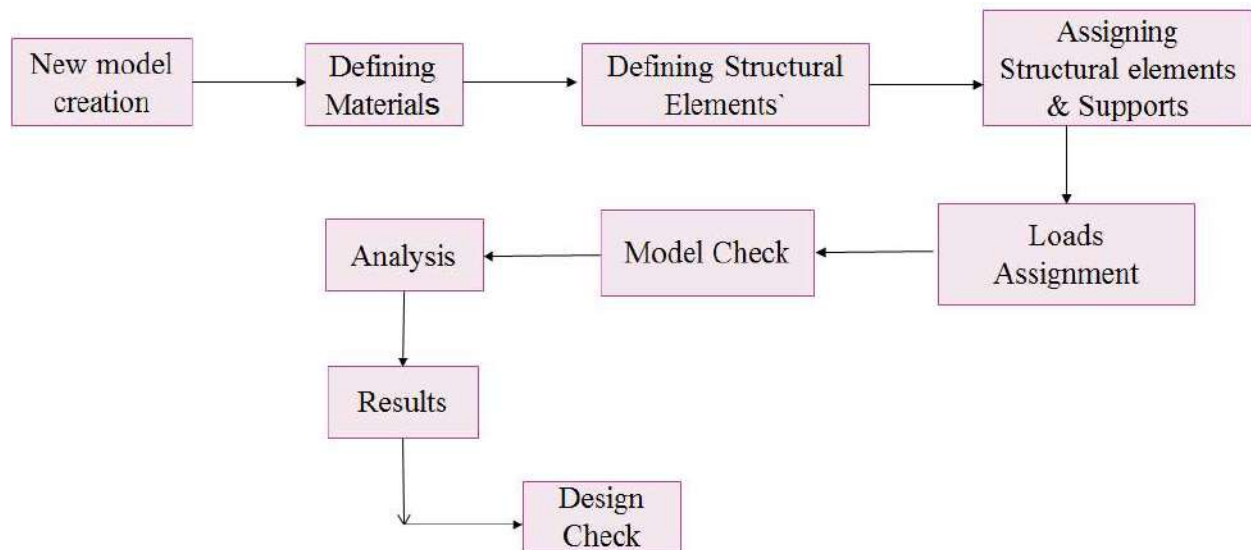 New model
creation
Defining
Materials
Defining Structural
Elements`
Assigning
Structural elements
& Supports
Loads
Assignment
Model Check
Analysis
Results
Design
Check